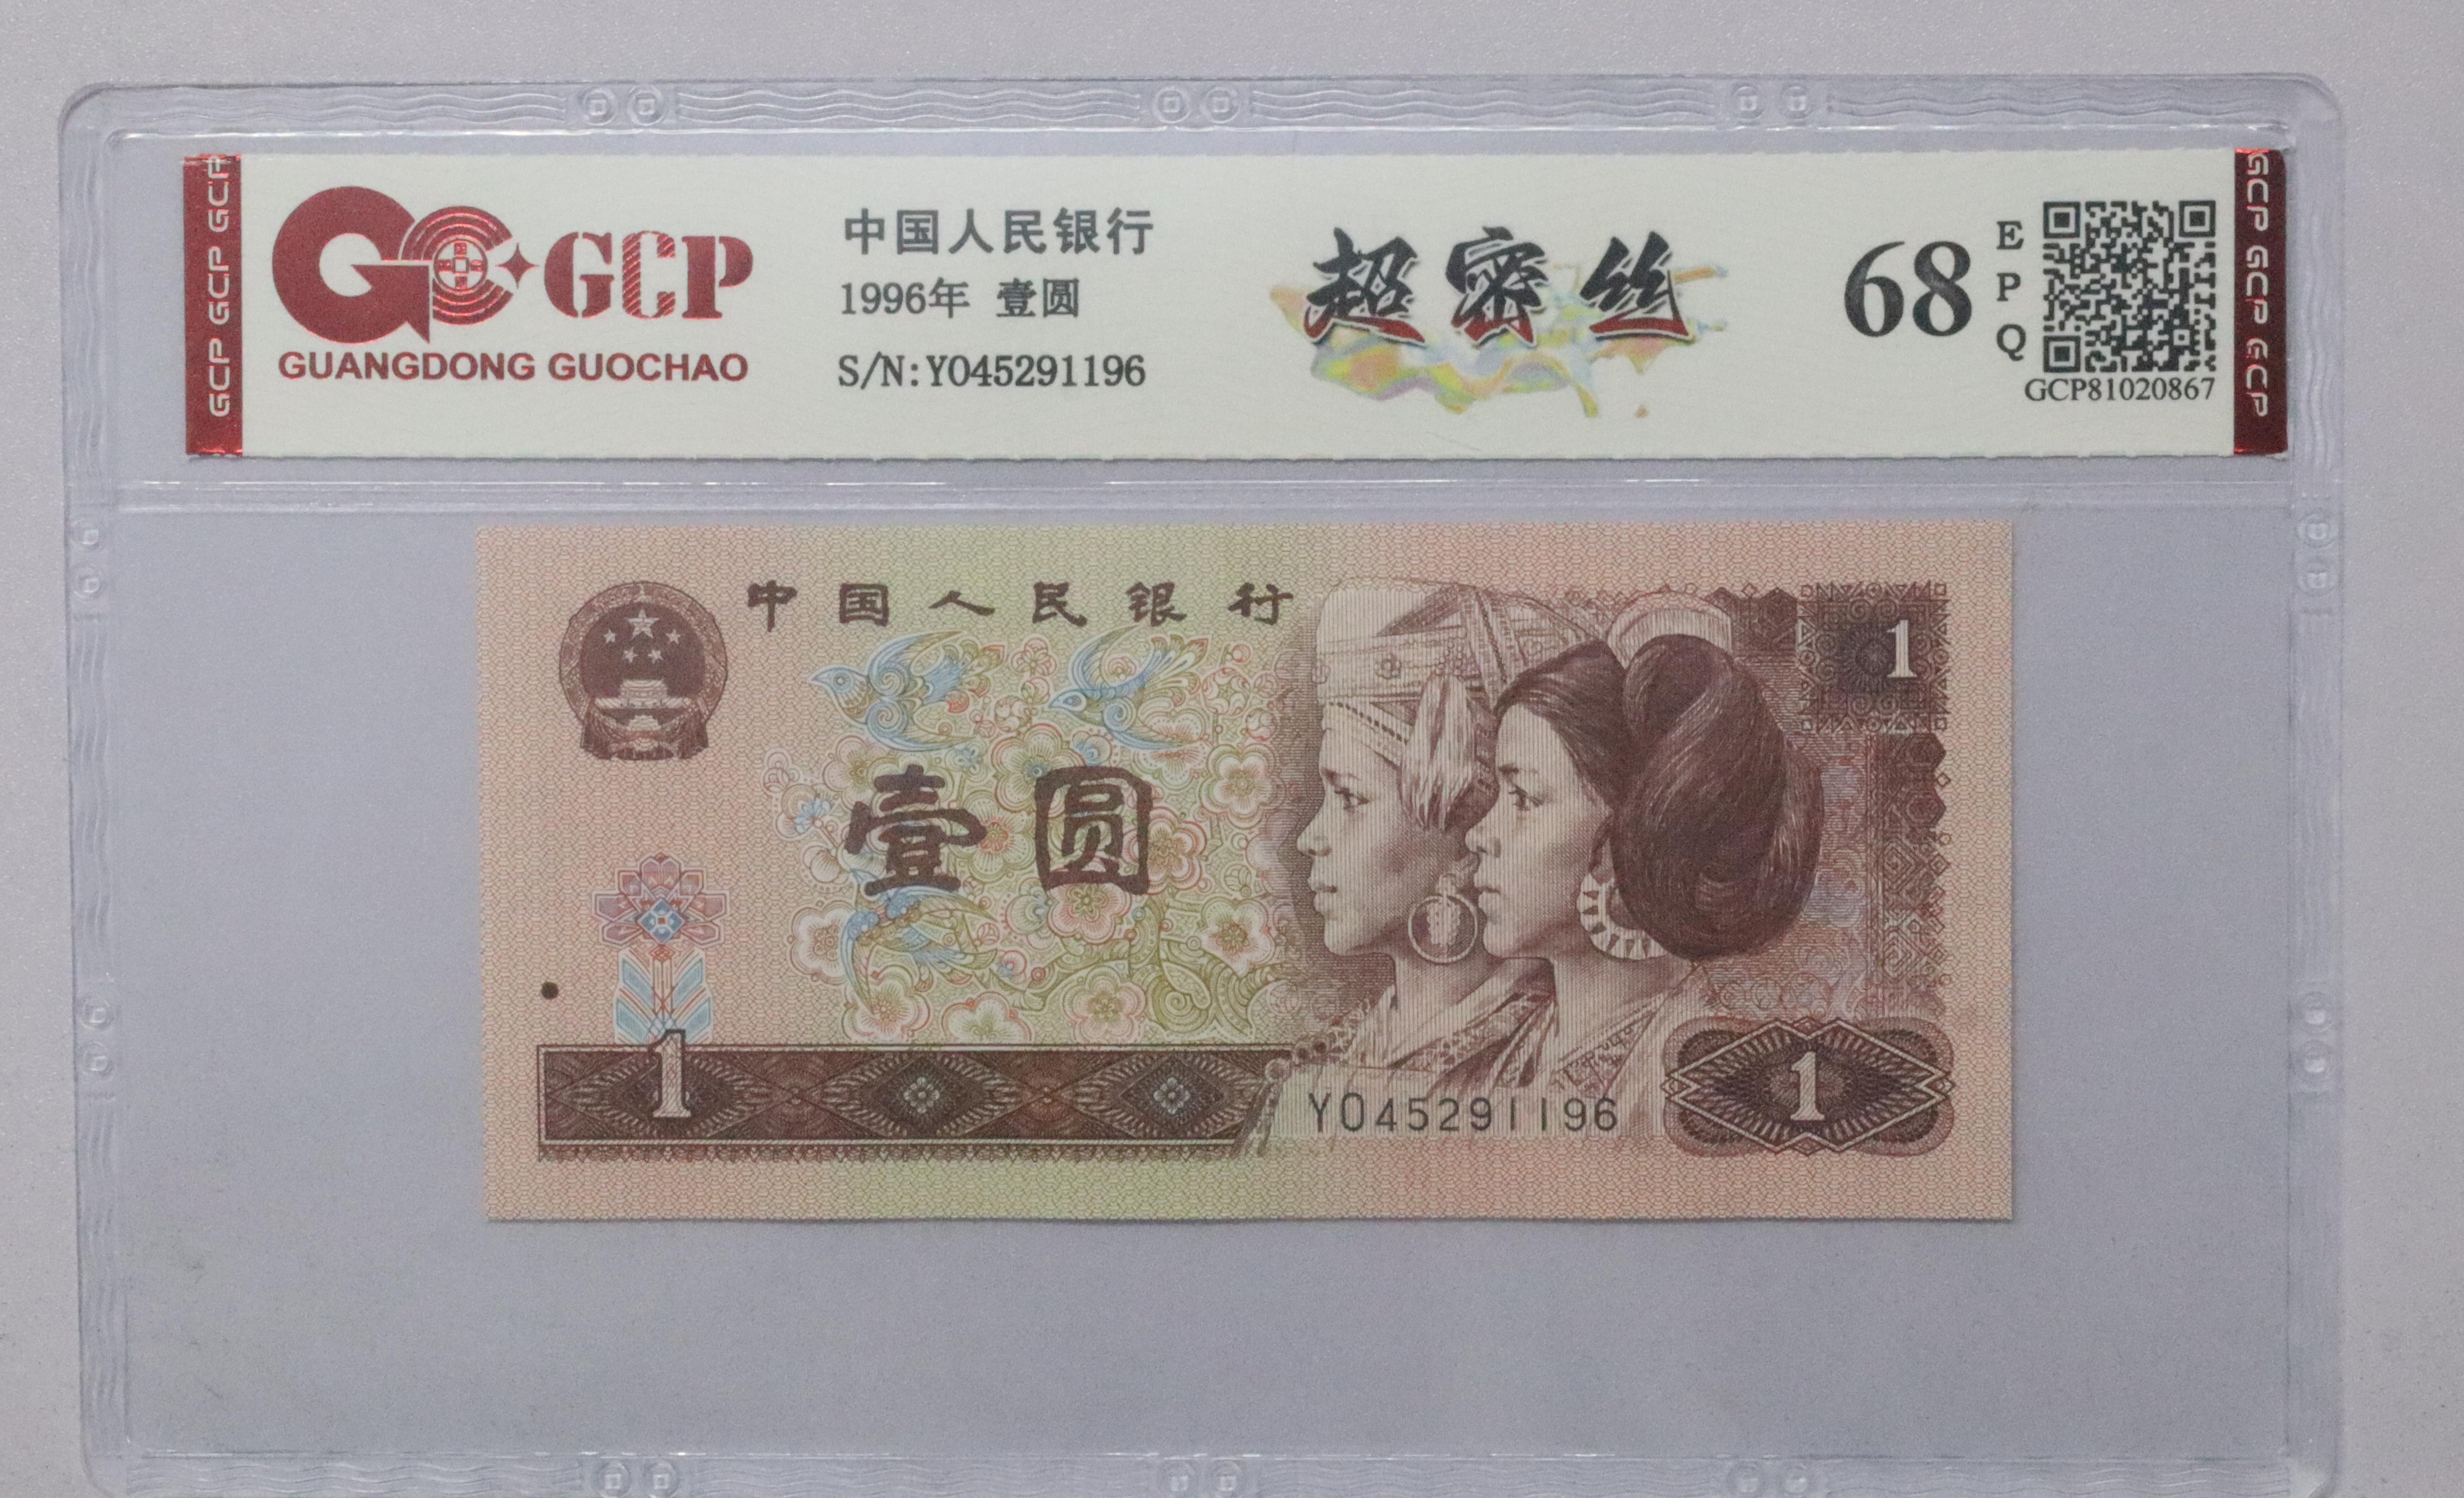 GCP GCP GCP
GCP
GUANGDONG GUOCHAO
中国人民银行
1996年 壹圆
S/N:YO45291196
超密丝
68
E
P
Q
GCP81020867
GCP GCP GCP
中国人民银行
1
壹圆
1
YO45291196
1